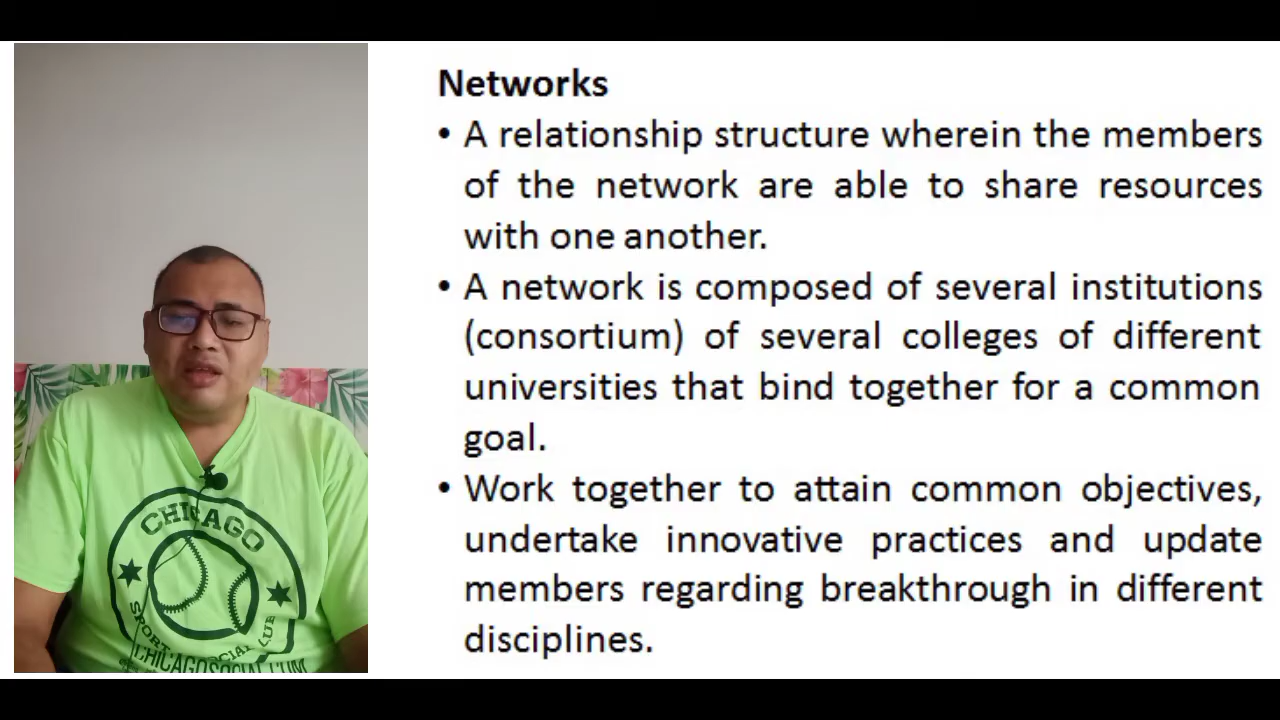 Networks
• A relationship structure wherein the members
of the network are able to share resources
with one another.
• A network is composed of several institutions
(consortium) of several colleges of different
universities that bind together for a common
goal.
• Work together to attain common objectives,
undertake innovative practices and update
members regarding breakthrough in different
disciplines.
CHICAGO